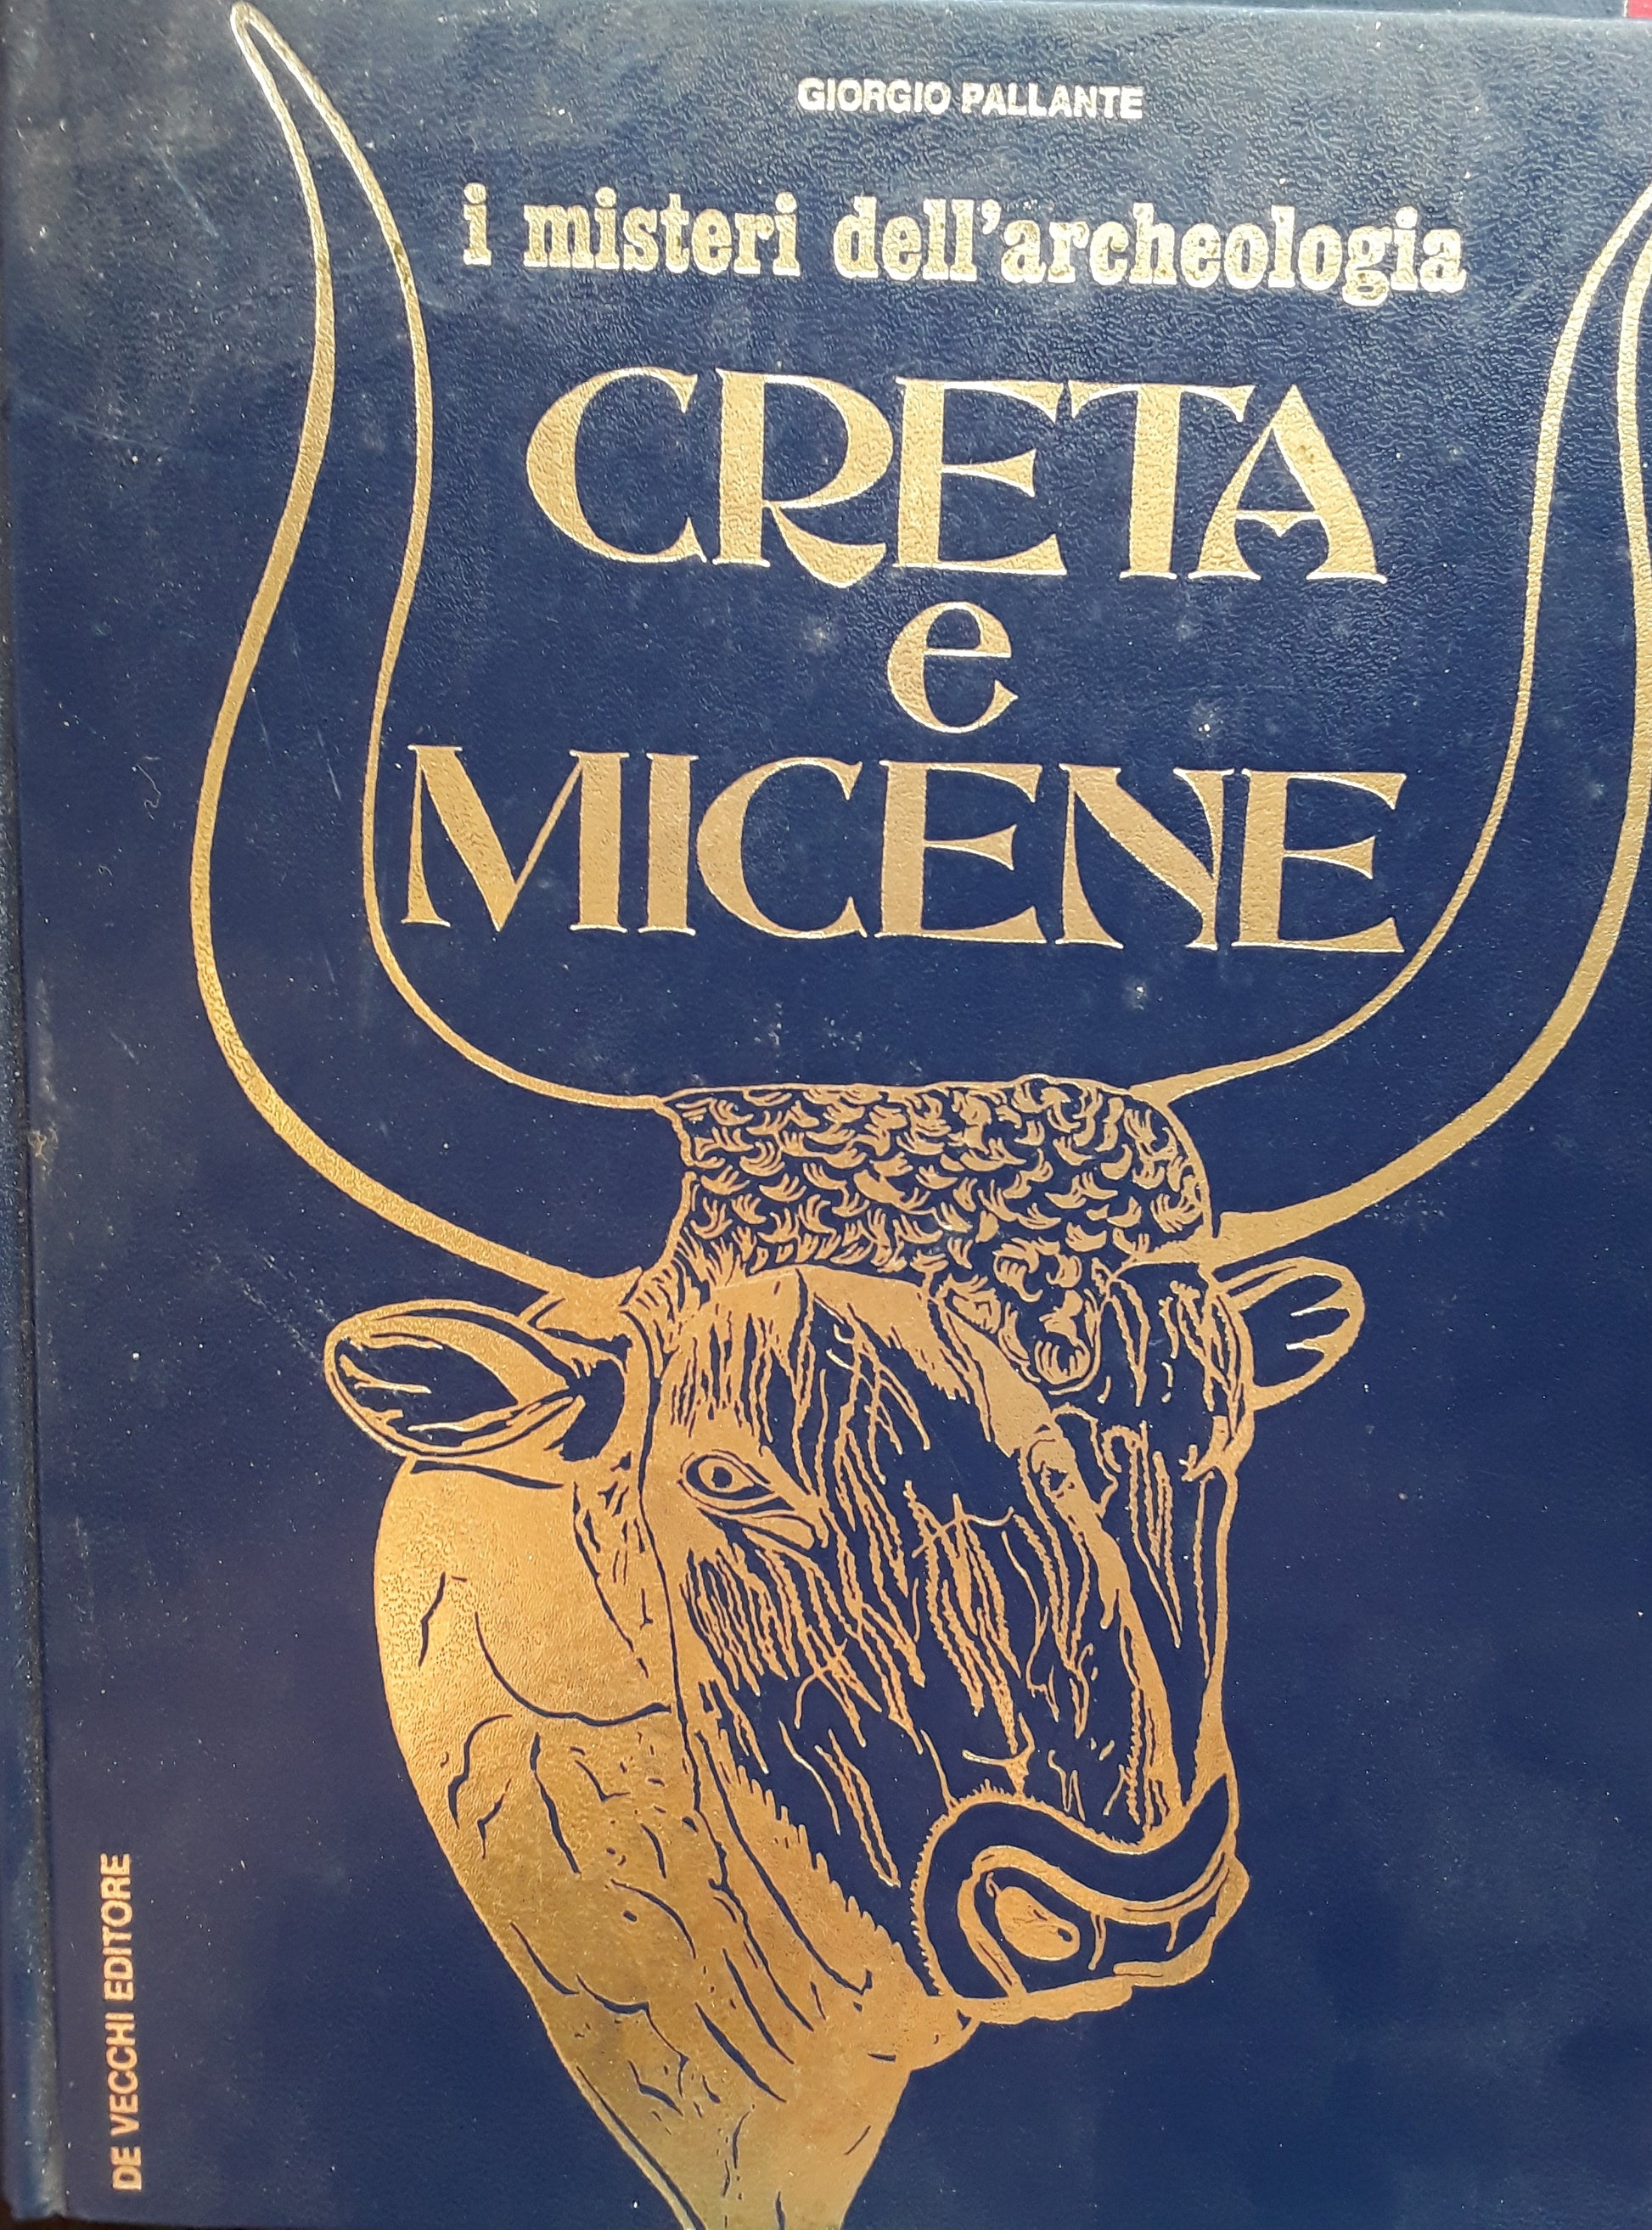 GIORGIO PALLANTE
i misteri dell'archeologia
CRETA
e
MICENE
DE VECCHI EDITORE